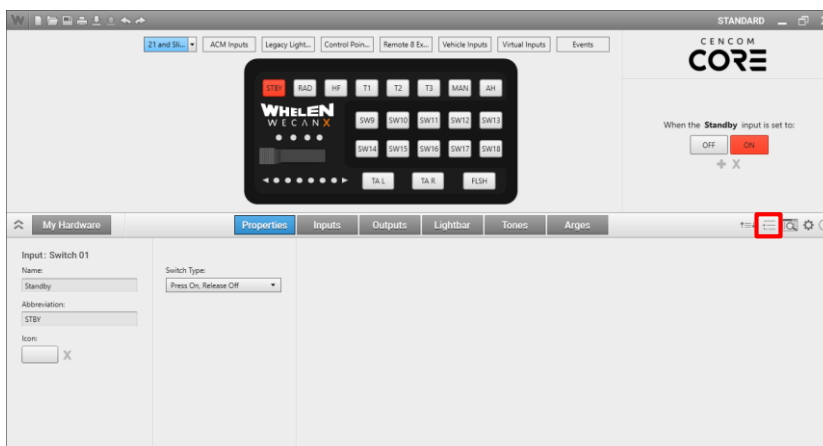 STANDARD
21 and Sli...
ACM Inputs
Legacy Light...
Control Poin...
Remote 8 Ex...
Vehicle Inputs
Virtual Inputs
Events
CENCOM
CORE
STBY RAD HF T1 T2 T3 MAN AH
WHELEN
WECANX
SW9 SW10 SW11 SW12 SW13
SW14 SW15 SW16 SW17 SW18
TA L TA R FLSH
When the Standby input is set to:
OFF ON
My Hardware
Properties Inputs Outputs Lightbar Tones Arges
Input: Switch 01
Name:
Standby
Switch Type:
Press On, Release Off
Abbreviation:
STBY
Icon:
X